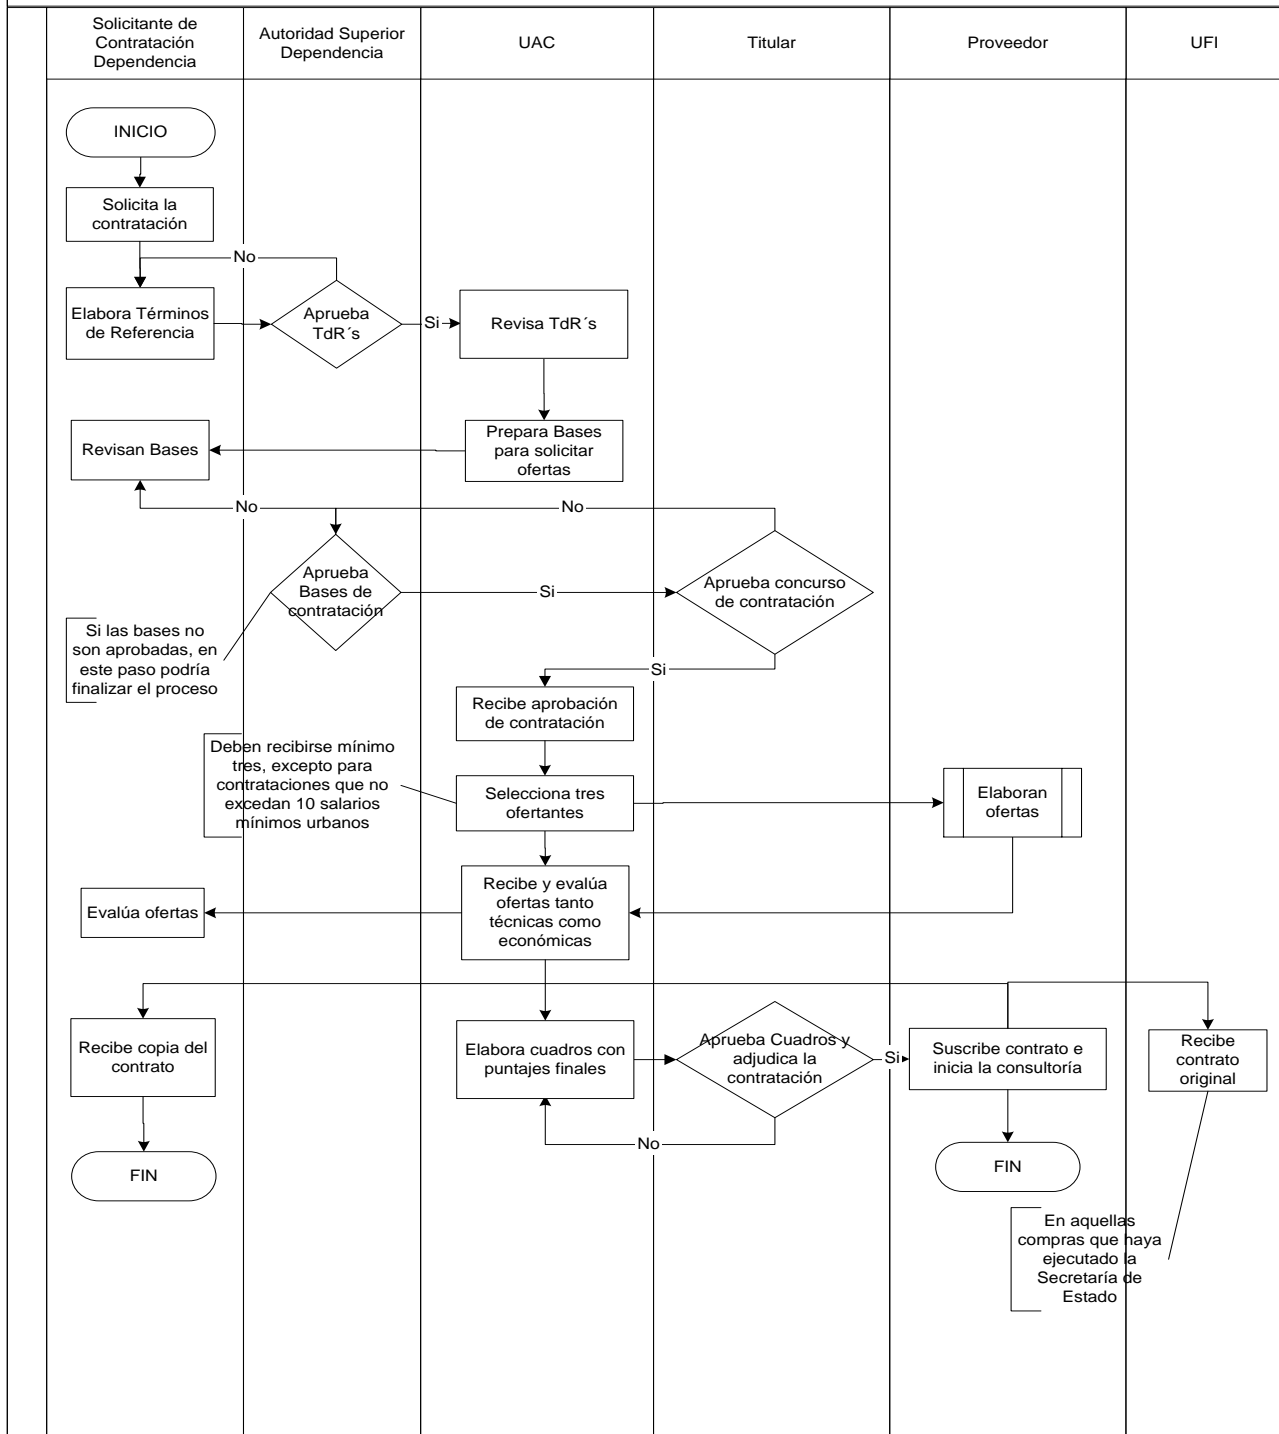 Solicitante de
Contratación
Dependencia
Autoridad Superior
Dependencia
UAC
Titular
Proveedor
UFI
INICIO
Solicita la
contratación
No
Elabora Términos
de Referencia
Aprueba
TdR´s
Si
Revisa TdR´s
Revisan Bases
Prepara Bases
para solicitar
ofertas
No
No
Aprueba
Bases de
contratación
Si
Aprueba concurso
de contratación
Si las bases no
son aprobadas, en
este paso podría
finalizar el proceso
Si
Recibe aprobación
de contratación
Deben recibirse mínimo
tres, excepto para
contrataciones que no
excedan 10 salarios
mínimos urbanos
Selecciona tres
ofertantes
Elaboran
ofertas
Evalúa ofertas
Recibe y evalúa
ofertas tanto
técnicas como
económicas
Recibe copia del
contrato
Elabora cuadros con
puntajes finales
Aprueba Cuadros y
adjudica la
contratación
Si
Suscribe contrato e
inicia la consultoría
Recibe
contrato
original
No
FIN
FIN
En aquellas
compras que haya
ejecutado la
Secretaría de
Estado